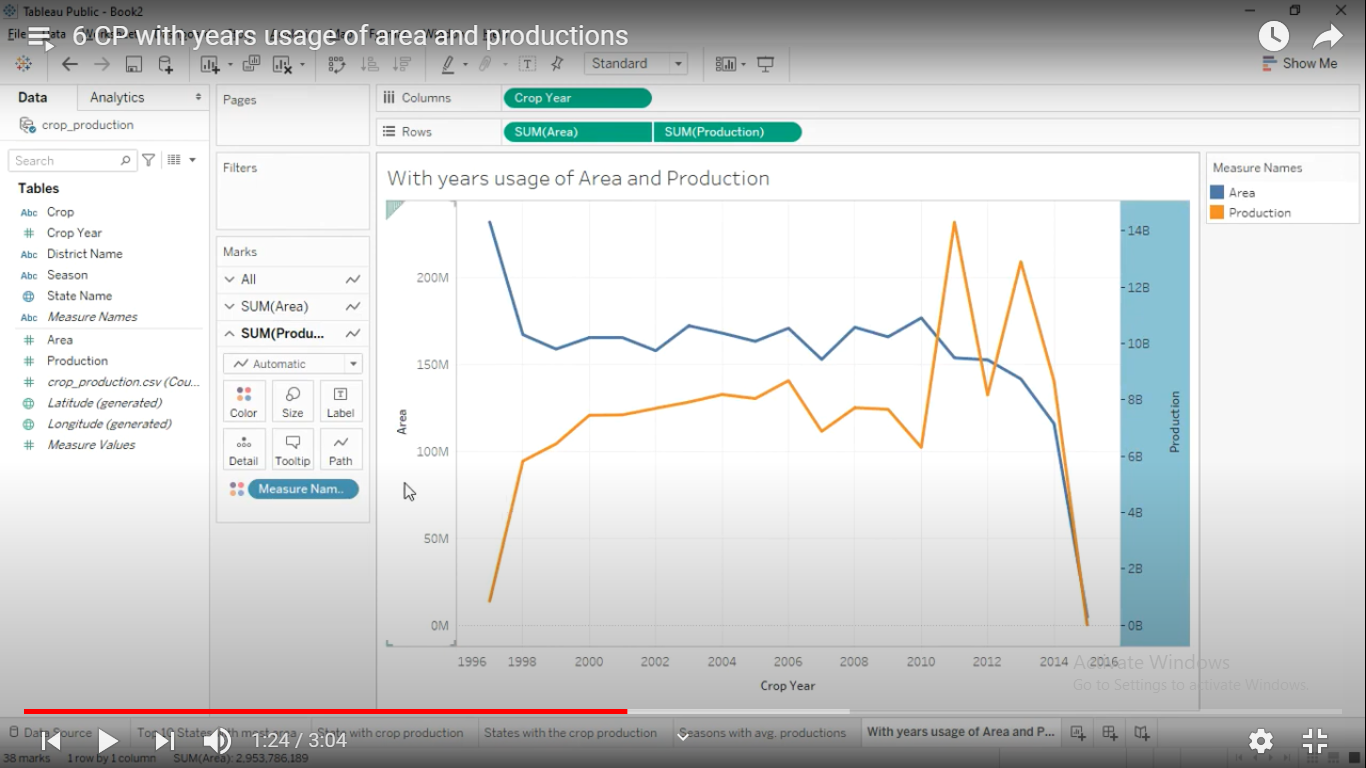 Tableau Public - Book2
6 CP with years usage of area and productions
Standard
Show Me
Data
Analytics
crop_production
Search
Tables
Abc Crop
# Crop Year
Abc District Name
Abc Season
State Name
Abc Measure Names
# Area
# Production
# crop_production.csv (Cou...
Latitude (generated)
Longitude (generated)
# Measure Values
Pages
Filters
Marks
All
SUM(Area)
SUM(Produ...
Automatic
Color Size Label
Detail Tooltip Path
Measure Nam..
Columns Crop Year
Rows SUM(Area) SUM(Production)
With years usage of Area and Production
200M
150M
100M
50M
0M
Area
14B
12B
10B
8B
6B
4B
2B
0B
Production
1996 1998 2000 2002 2004 2006 2008 2010 2012 2014 2016
Crop Year
Measure Names
Area
Production
Activate Windows
Go to Settings to activate Windows.
Data Source
with crop production
States with the crop production
Seasons with avg. productions
With years usage of Area and P...
1:24 / 3:04
38 marks 1 row by 1 column SUM(Area): 2,953,786,189